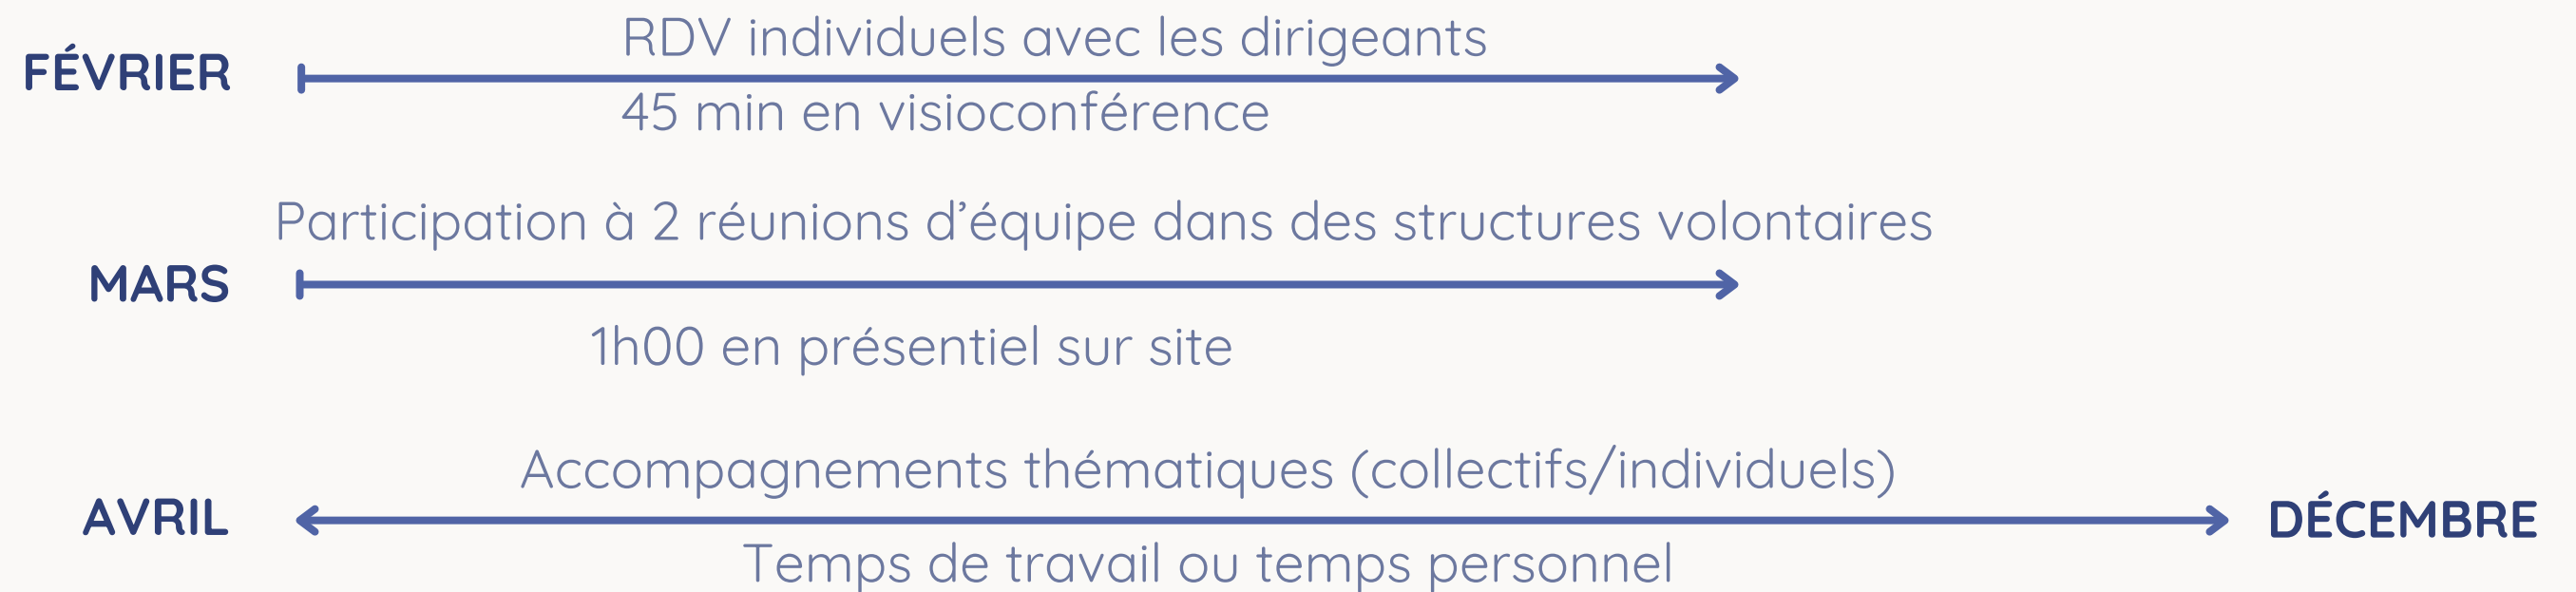 RDV individuels avec les dirigeants
FÉVRIER
45 min en visioconférence
Participation à 2 réunions d’équipe dans des structures volontaires
MARS
1h00 en présentiel sur site
Accompagnements thématiques (collectifs/individuels)
AVRIL DÉCEMBRE
Temps de travail ou temps personnel